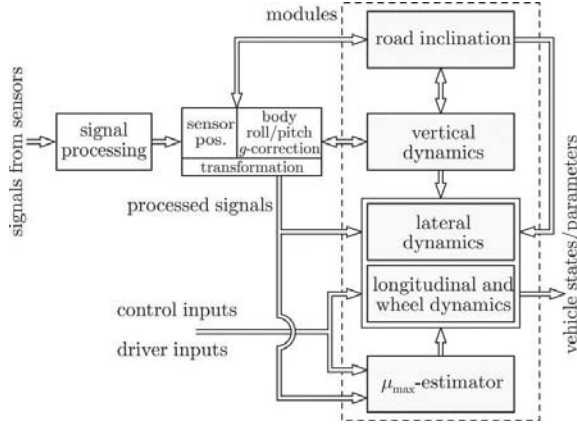 modules
road inclination
signals from sensors
signal
processing
sensor
pos.
body
roll/pitch
g-correction
transformation
vertical
dynamics
processed signals
lateral
dynamics
longitudinal and
wheel dynamics
control inputs
driver inputs
μmax-estimator
vehicle states/parameters